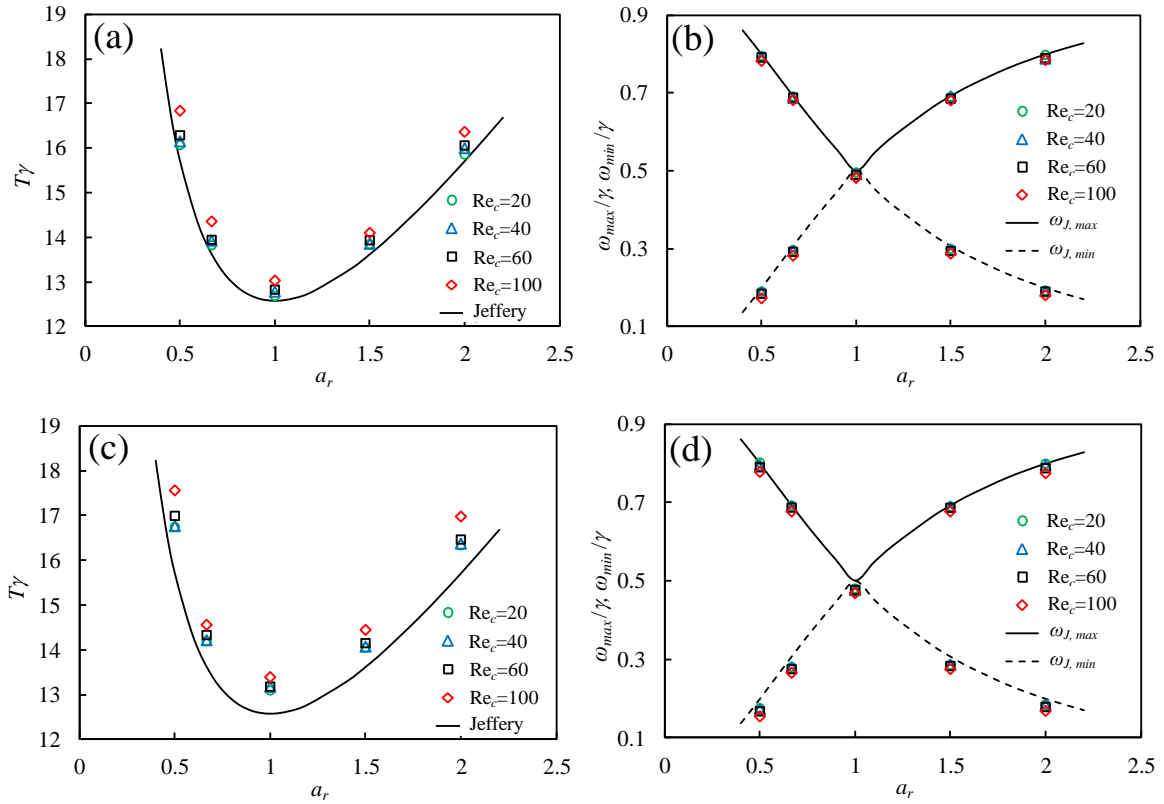 (a)
19
18
17
16
15
14
13
12
Tγ
0
0.5
1
1.5
2
2.5
a_r
Re_c=20
Re_c=40
Re_c=60
Re_c=100
Jeffery
(b)
0.9
0.7
0.5
0.3
0.1
ω_max/γ, ω_min/γ
0
0.5
1
1.5
2
2.5
a_r
Re_c=20
Re_c=40
Re_c=60
Re_c=100
ω_J, max
ω_J, min
(c)
19
18
17
16
15
14
13
12
Tγ
0
0.5
1
1.5
2
2.5
a_r
Re_c=20
Re_c=40
Re_c=60
Re_c=100
Jeffery
(d)
0.9
0.7
0.5
0.3
0.1
ω_max/γ, ω_min/γ
0
0.5
1
1.5
2
2.5
a_r
Re_c=20
Re_c=40
Re_c=60
Re_c=100
ω_J, max
ω_J, min